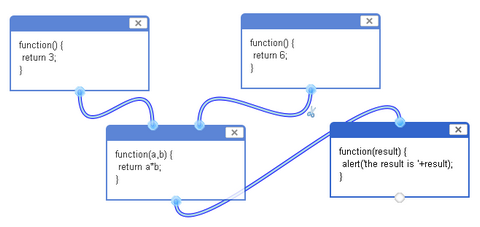 function() {
return 3;
}
function() {
return 6;
}
function(a,b) {
return a*b;
}
function(result) {
alert('the result is '+result);
}